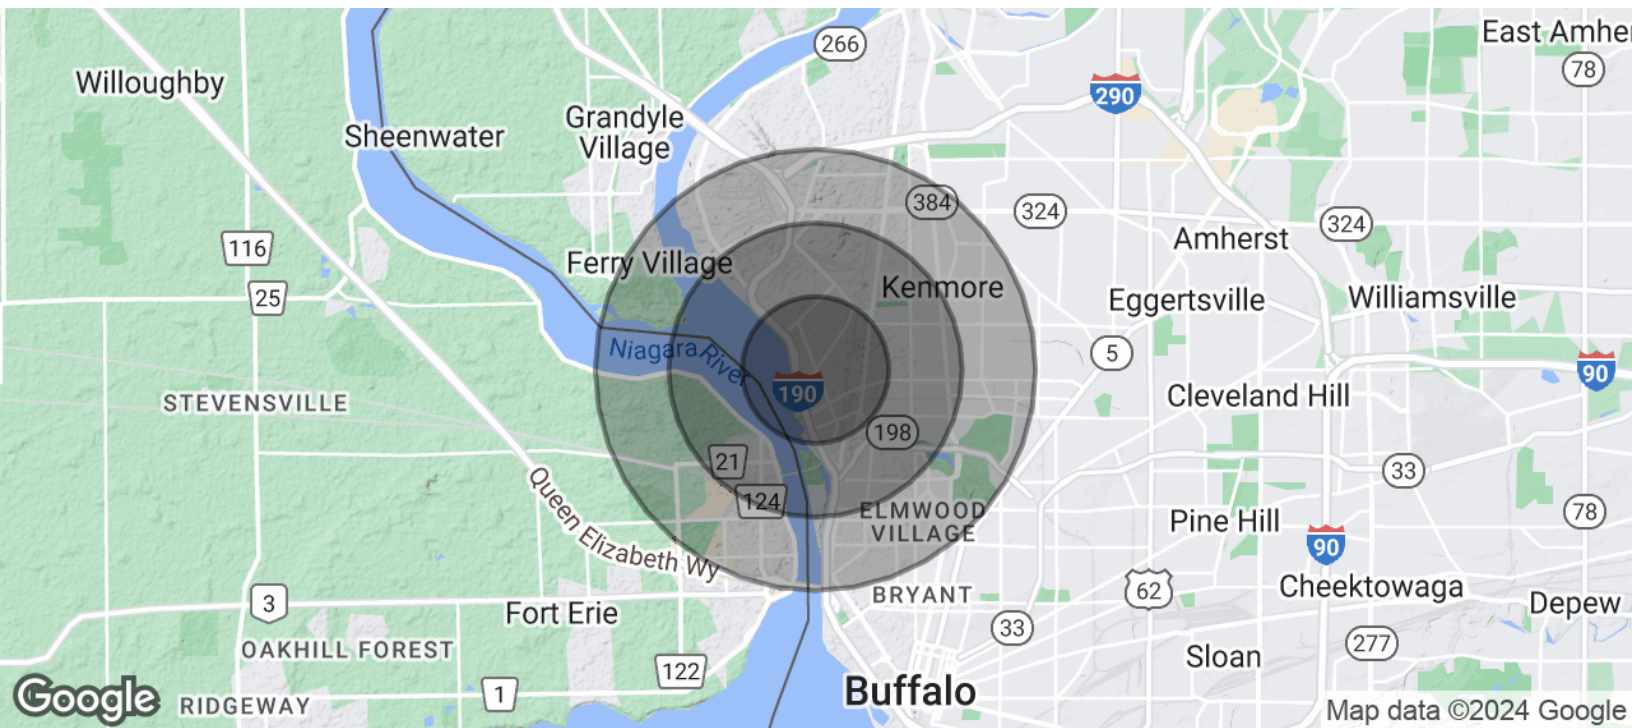 East Amher
266
78
Willoughby
290
Grandyle
Village
Sheenwater
384
324
324
116
Amherst
Ferry Village
Kenmore
25
Eggertsville
Williamsville
Niagara River
5
90
190
Cleveland Hill
STEVENSVILLE
198
21
33
124
Queen Elizabeth Wy
ELMWOOD
VILLAGE
Pine Hill
78
90
62
Cheektowaga
3
BRYANT
Depew
Fort Erie
33
277
OAKHILL FOREST
Sloan
122
Buffalo
1
Google
RIDGEWAY
Map data ©2024 Google